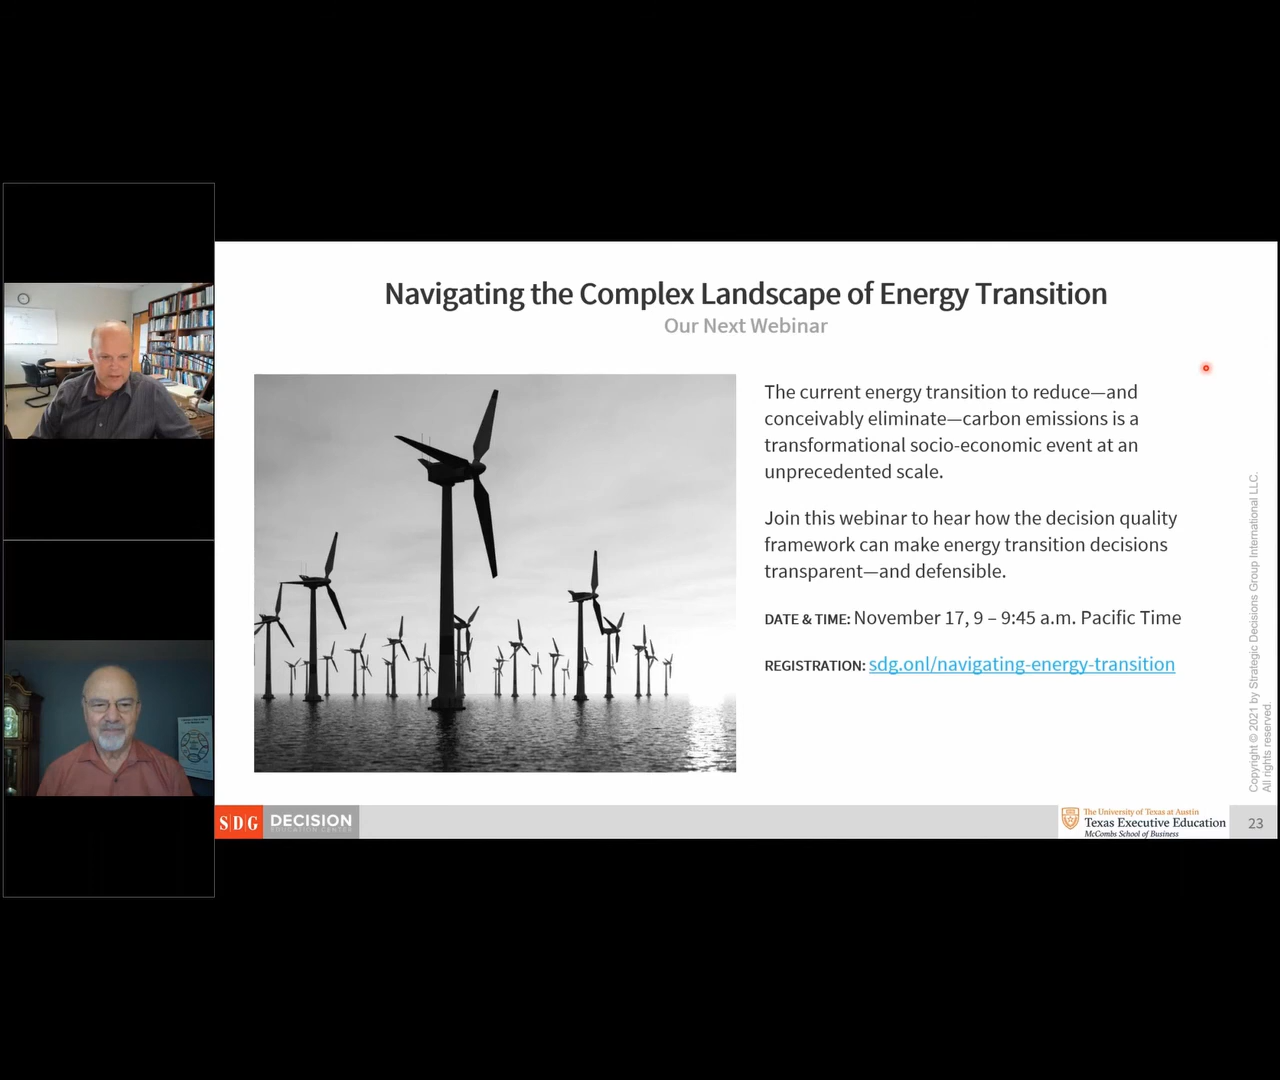 Navigating the Complex Landscape of Energy Transition
Our Next Webinar
The current energy transition to reduce—and
conceivably eliminate—carbon emissions is a
transformational socio-economic event at an
unprecedented scale.
Join this webinar to hear how the decision quality
framework can make energy transition decisions
transparent—and defensible.
DATE & TIME: November 17, 9 – 9:45 a.m. Pacific Time
REGISTRATION: sdg.onl/navigating-energy-transition
Copyright © 2021 by Strategic Decisions Group International LLC.
All rights reserved.
SDG DECISION
EDUCATION CENTER
The University of Texas at Austin
Texas Executive Education
McCombs School of Business
23